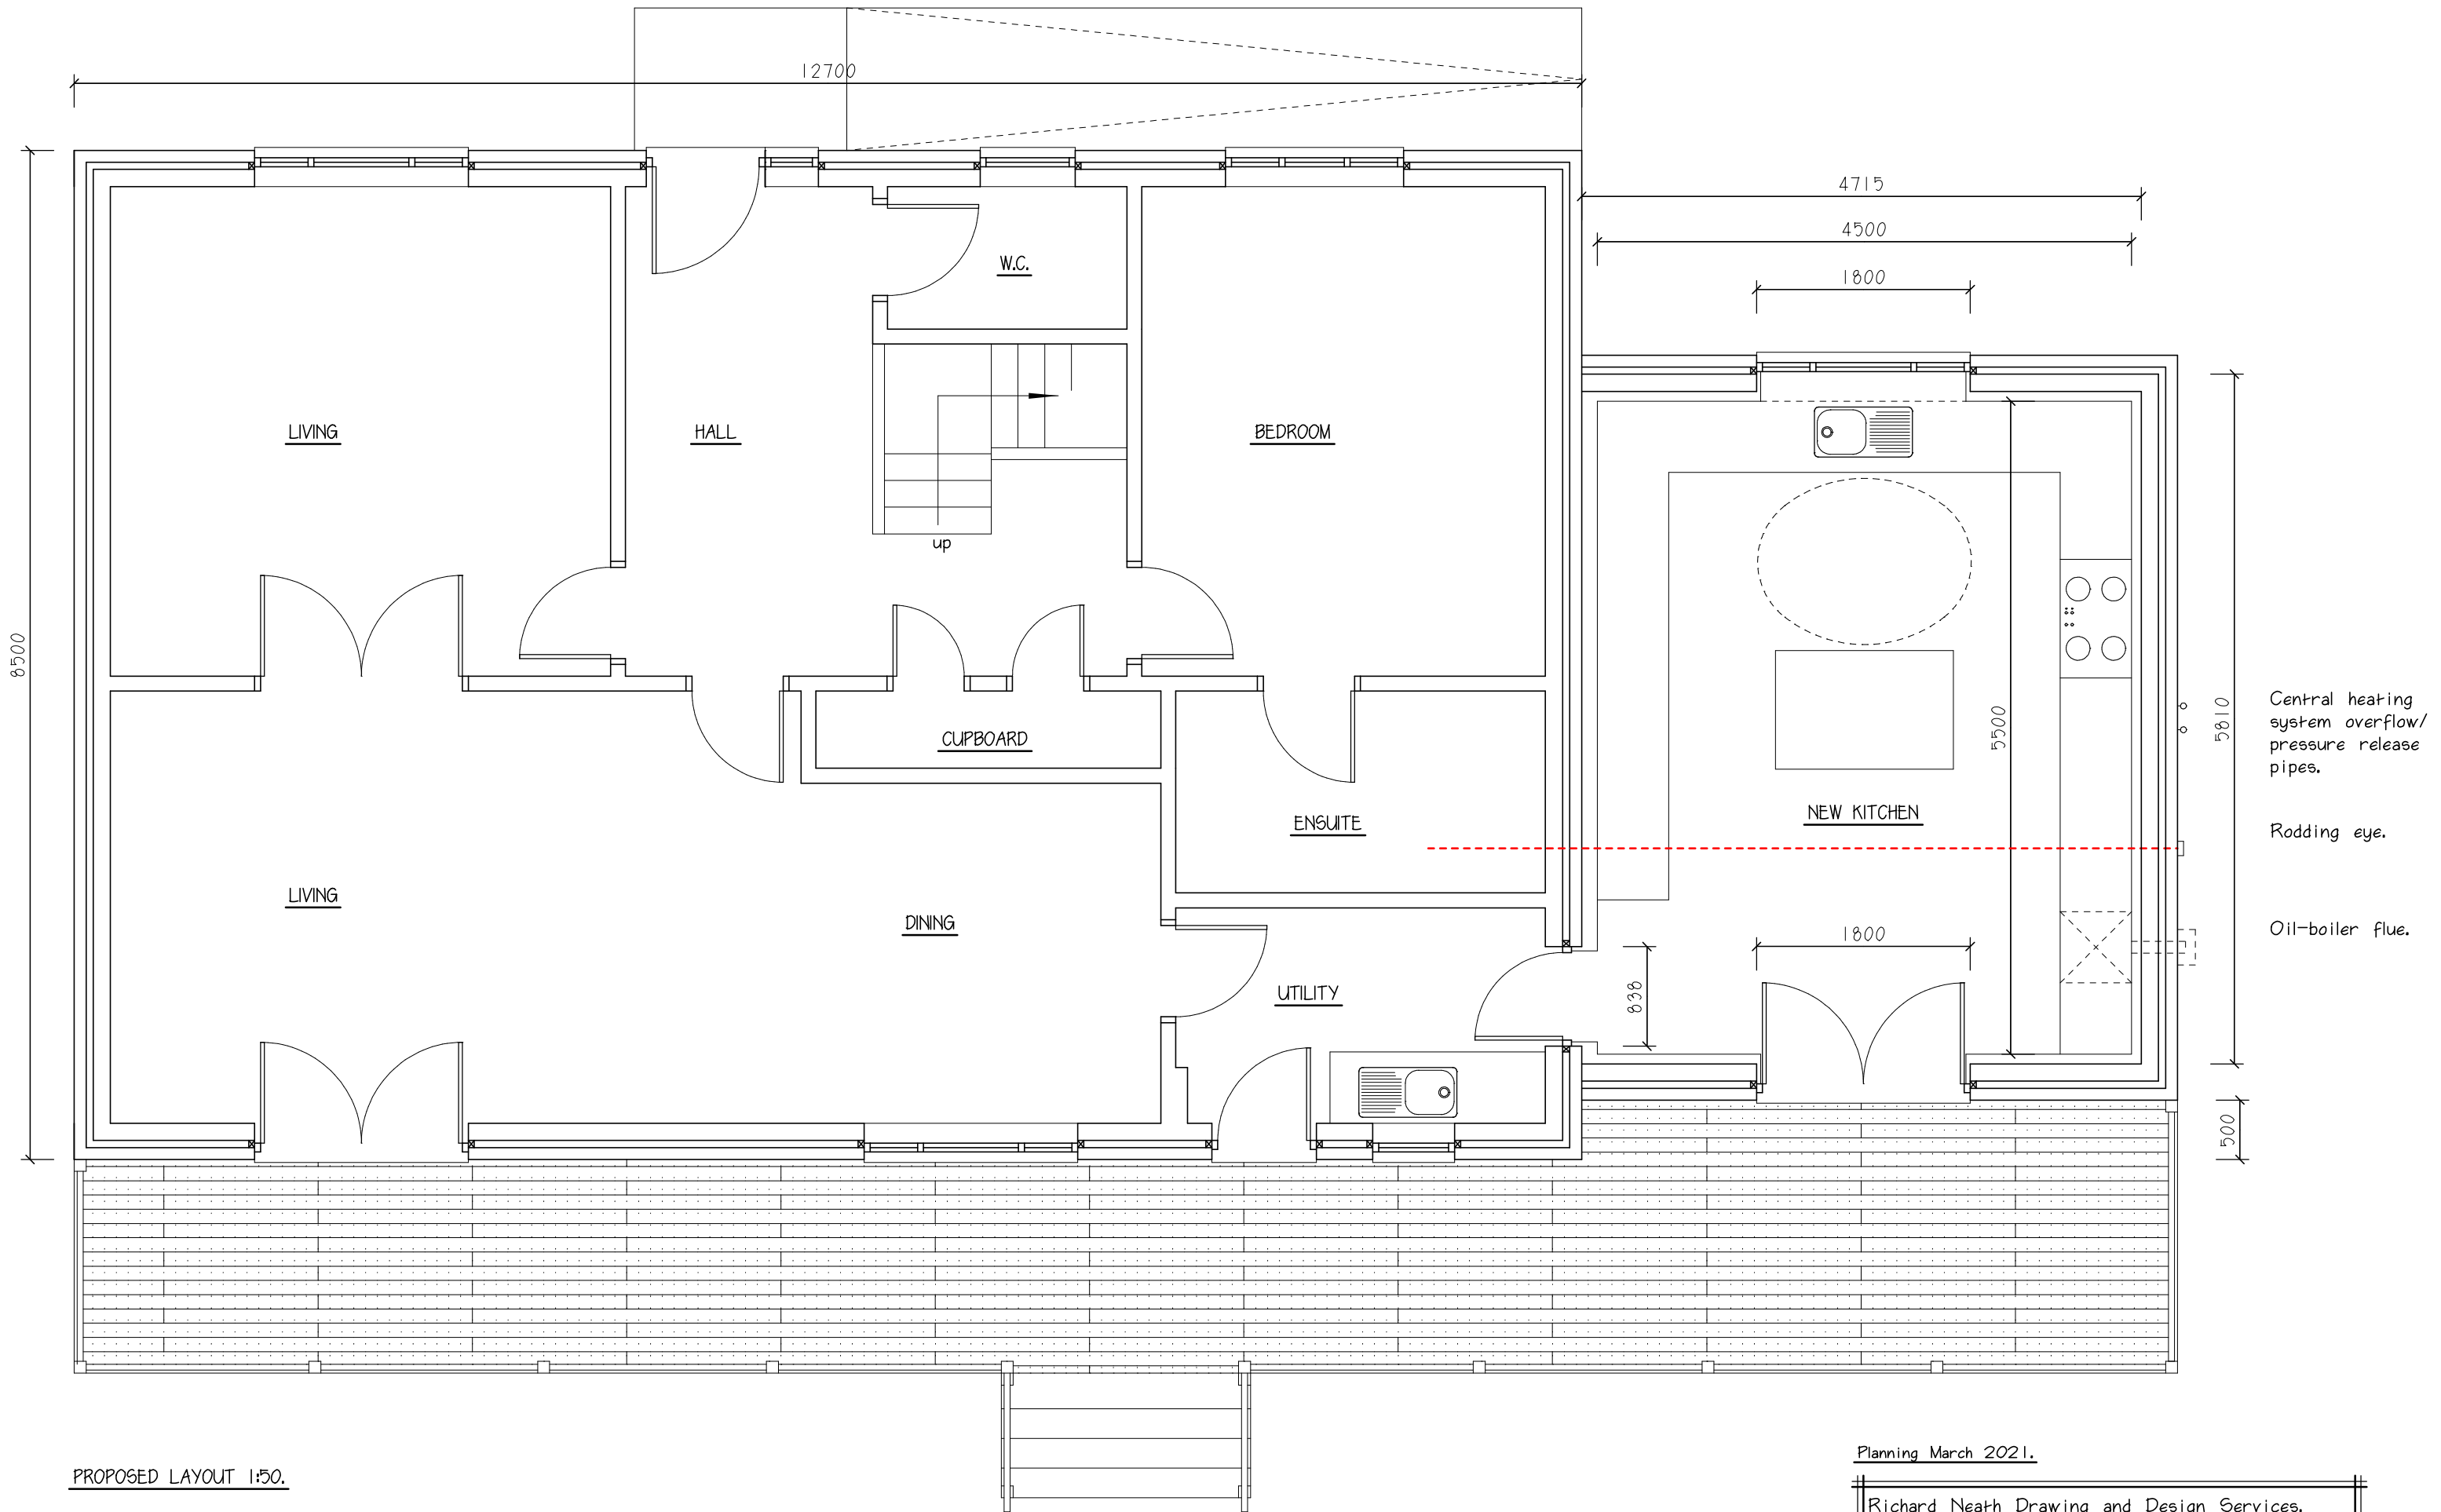 12700
4715
4500
1800
W.C.
LIVING
HALL
BEDROOM
up
8500
5500
5810
Central heating
system overflow/
pressure release
pipes.
CUPBOARD
NEW KITCHEN
ENSUITE
Rodding eye.
LIVING
DINING
1800
Oil-boiler flue.
UTILITY
838
500
Planning March 2021.
PROPOSED LAYOUT 1:50.
Richard Neath Drawing and Design Services.